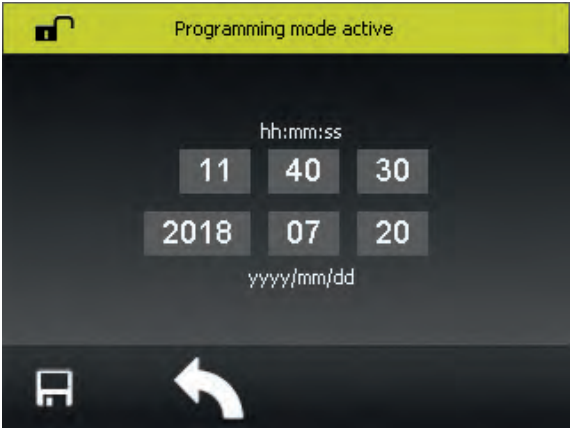 Programming mode active
hh:mm:ss
11 40 30
2018 07 20
yyyy/mm/dd